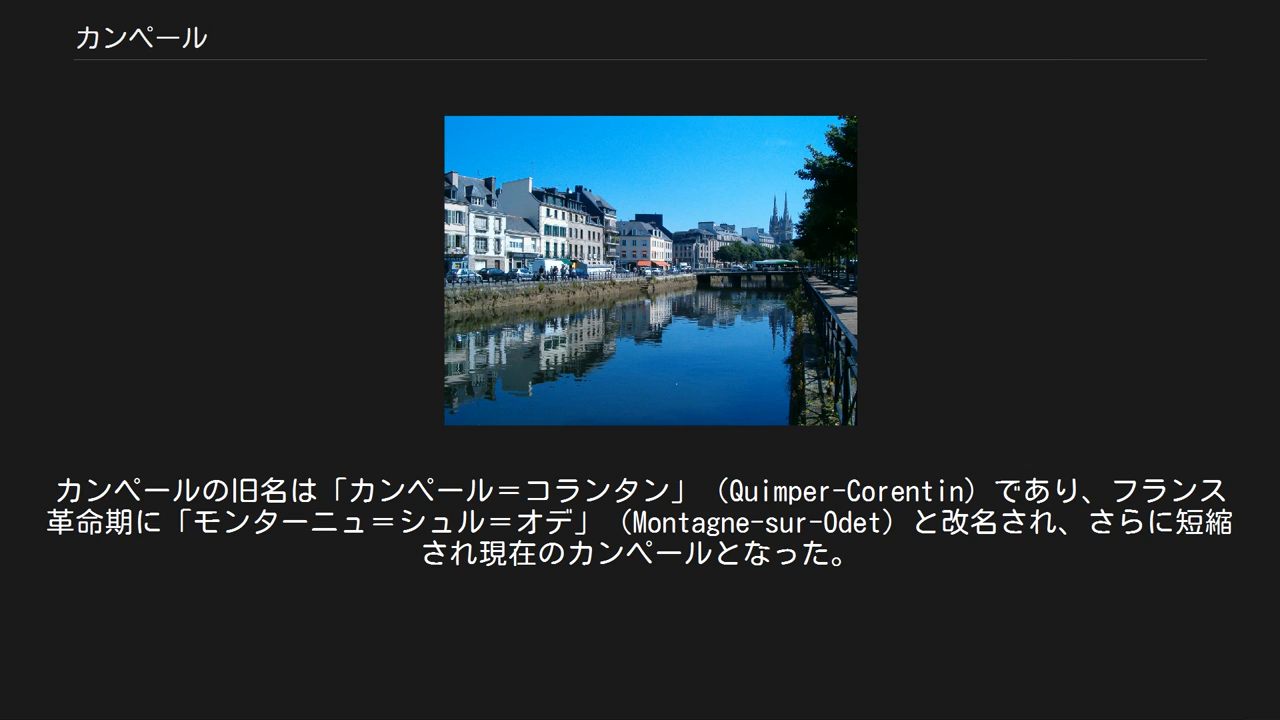 カンペール
カンペールの旧名は「カンペール＝コランタン」（Quimper-Corentin）であり、フランス
革命期に「モンターニュ＝シュル＝オデ」（Montagne-sur-Odet）と改名され、さらに短縮
され現在のカンペールとなった。